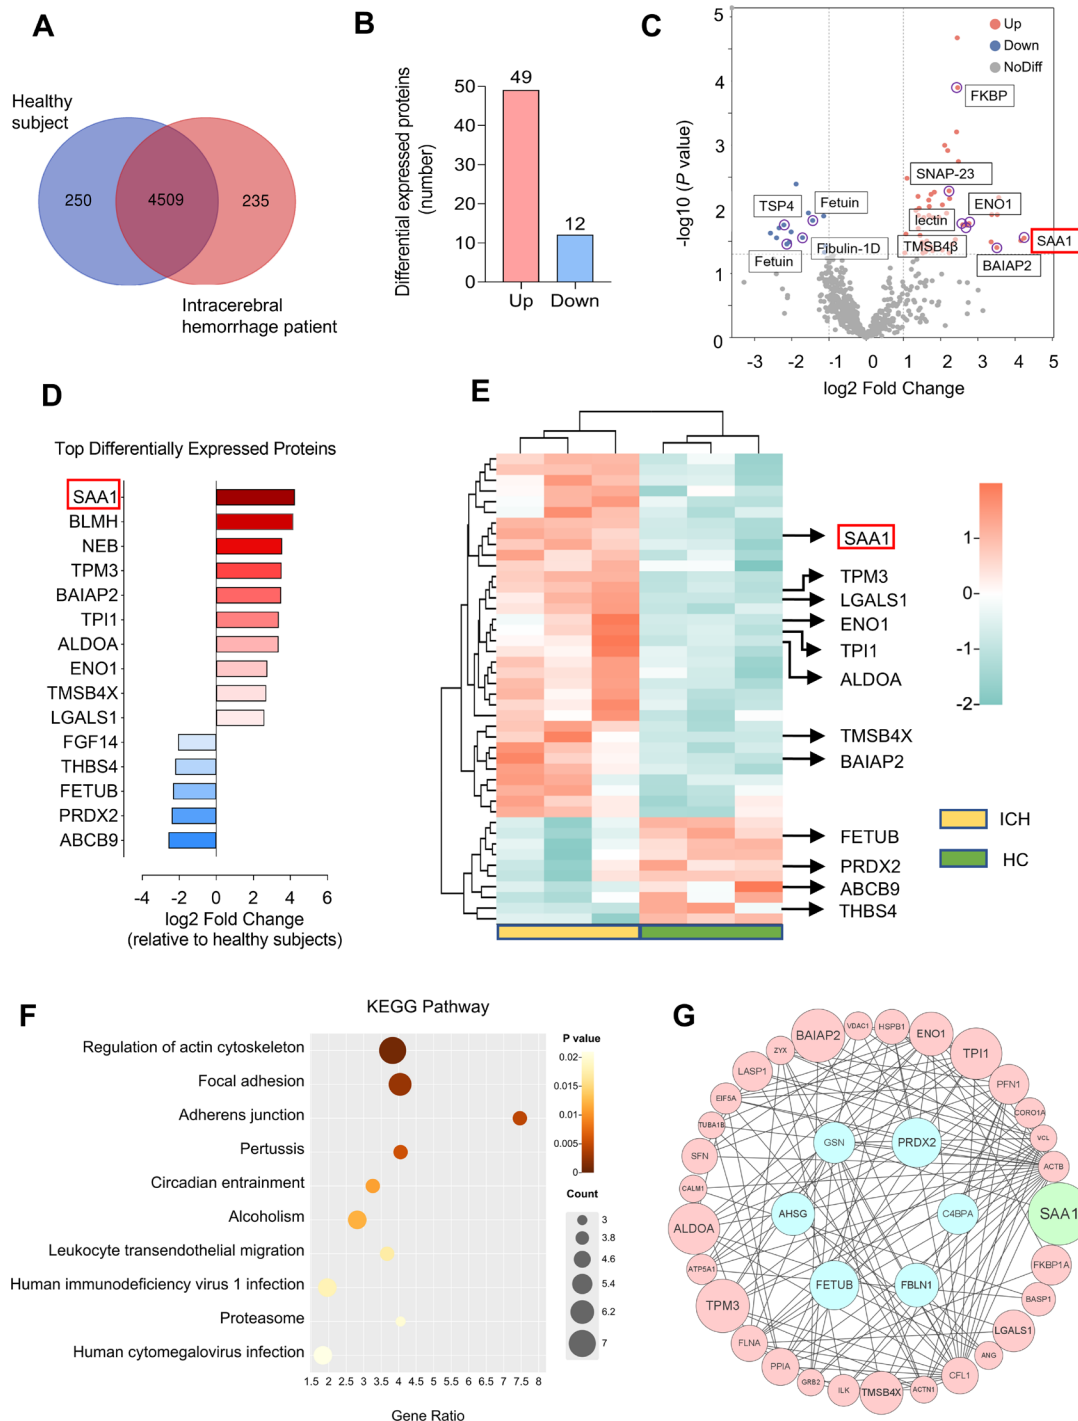 A
Healthy
subject
250
4509
235
Intracerebral
hemorrhage patient
B
Differential expressed proteins
(number)
50
40
30
20
10
0
49
12
Up
Down
C
-log10 (P value)
5
4
3
2
1
1
0
Up
Down
NoDiff
FKBP
SNAP-23
ENO1
TSP4
Fetuin
lectin
SAA1
Fetuin
Fibulin-1D
TMSB4β
BAIAP2
-3
-2
-1
0
1
2
3
4
5
log2 Fold Change
D
Top Differentially Expressed Proteins
SAA1
BLMH
NEB
TPM3
BAIAP2
TPI1
ALDOA
ENO1
TMSB4X
LGALS1
FGF14
THBS4
FETUB
PRDX2
ABCB9
-4
-2
0
2
4
6
log2 Fold Change
(relative to healthy subjects)
E
SAA1
TPM3
LGALS1
ENO1
TPI1
ALDOA
TMSB4X
BAIAP2
FETUB
PRDX2
ABCB9
THBS4
1
0
-1
-2
ICH
HC
F
KEGG Pathway
Regulation of actin cytoskeleton
Focal adhesion
Adherens junction
Pertussis
Circadian entrainment
Alcoholism
Leukocyte transendothelial migration
Human immunodeficiency virus 1 infection
Proteasome
Human cytomegalovirus infection
1.5
2
2.5
3
3.5
4
4.5
5
5.5
6
6.5
7
7.5
8
Gene Ratio
P value
0.02
0.015
0.01
0.005
0
Count
3
3.8
4.6
5.4
6.2
7
G
BAIAP2
VDAC1
HSPB1
ENO1
TPI1
ZYX
LASP1
PFN1
EIF5A
CORO1A
TUBA1B
VCL
GSN
PRDX2
SFN
ACTB
CALM1
AHSG
C4BPA
SAA1
ALDOA
ATP5A1
FKBP1A
FETUB
FBLN1
BASP1
TPM3
LGALS1
FLNA
ANG
PPIA
CFL1
GRB2
ILK
TMSB4X
ACTN1